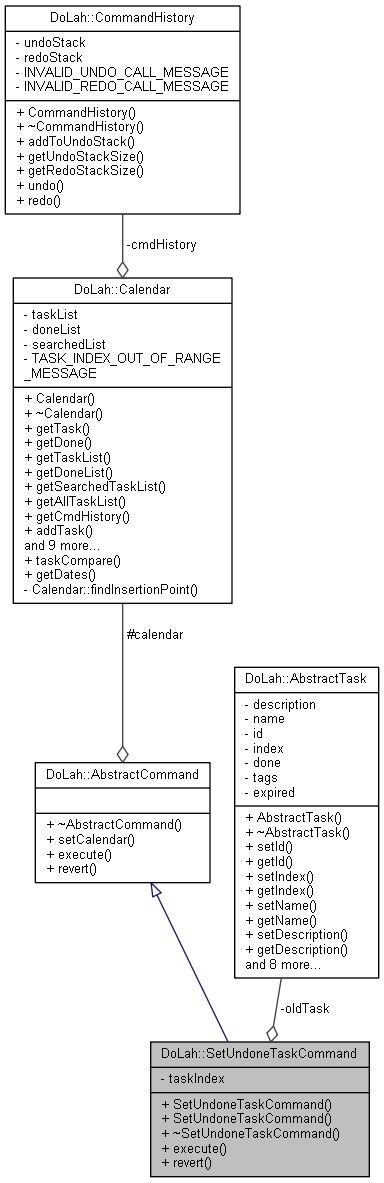 DoLah::CommandHistory
- undoStack
- redoStack
- INVALID_UNDO_CALL_MESSAGE
- INVALID_REDO_CALL_MESSAGE
+ CommandHistory()
+ ~CommandHistory()
+ addToUndoStack()
+ getUndoStackSize()
+ getRedoStackSize()
+ undo()
+ redo()
-cmdHistory
DoLah::Calendar
- taskList
- doneList
- searchedList
- TASK_INDEX_OUT_OF_RANGE
_MESSAGE
+ Calendar()
+ ~Calendar()
+ getTask()
+ getDone()
+ getTaskList()
+ getDoneList()
+ getSearchedTaskList()
+ getAllTaskList()
+ getCmdHistory()
+ addTask()
and 9 more...
+ taskCompare()
+ getDates()
- Calendar::findInsertionPoint()
#calendar
DoLah::AbstractTask
- description
- name
- id
- index
- done
- tags
- expired
+ AbstractTask()
+ ~AbstractTask()
+ setId()
+ getId()
+ setIndex()
+ getIndex()
+ setName()
+ getName()
+ setDescription()
+ getDescription()
and 8 more...
DoLah::AbstractCommand
+ ~AbstractCommand()
+ setCalendar()
+ execute()
+ revert()
-oldTask
DoLah::SetUndoneTaskCommand
- taskIndex
+ SetUndoneTaskCommand()
+ SetUndoneTaskCommand()
+ ~SetUndoneTaskCommand()
+ execute()
+ revert()